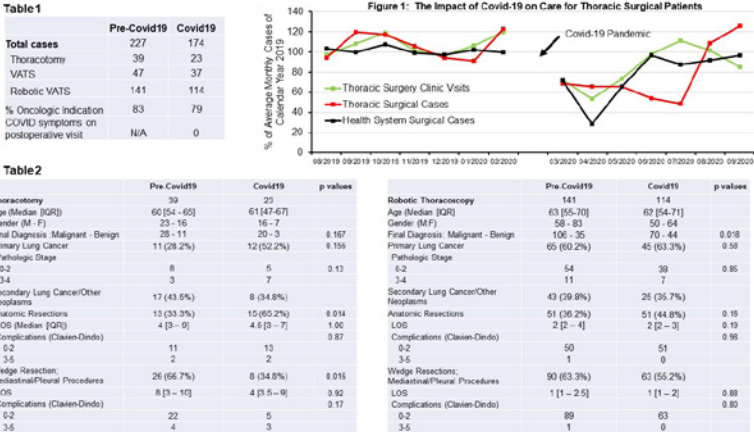 Table1
Pre-Covid19 Covid19
Total cases 227 174
Thoracotomy 39 23
VATS 47 37
Robotic VATS 141 114
% Oncologic Indication 83 79
COVID symptoms on
postoperative visit N/A 0
Figure 1: The Impact of Covid-19 on Care for Thoracic Surgical Patients
% of Average Monthly Cases of
Calendar Year 2019
140
120
100
80
60
40
20
0
Covid-19 Pandemic
Thoracic Surgery Clinic Visits
Thoracic Surgical Cases
Health System Surgical Cases
08/2019 09/2019 10/2019 11/2019 12/2019 01/2020 02/2020 03/2020 04/2020 05/2020 06/2020 07/2020 08/2020 09/2020
Table2
Pre-Covid19 Covid19 p values
horacotomy 39 23
ge (Median [IQR]) 60 [54 - 65] 61 [47-67]
ender (M - F) 23 - 16 16 - 7
inal Diagnosis :Malignant - Benign 28 - 11 20 - 3 0.167
rimary Lung Cancer 11 (28.2%) 12 (52.2%) 0.156
athologic Stage
0-2 8 5 0.13
3-4 3 7
econdary Lung Cancer/Other
eoplasms 17 (43.5%) 8 (34.8%)
natomic Resections 13 (33.3%) 15 (65.2%) 0.014
OS (Median [IQR]) 4 [3 – 9] 4.5 [3 – 7] 1.00
Complications (Clavien-Dindo) 0.87
0-2 11 13
3-5 2 2
edge Resection;
ediastinal/Pleural Procedures 26 (66.7%) 8 (34.8%) 0.015
OS 8 [3 – 10] 4 [3.5 – 9] 0.92
Complications (Clavien-Dindo) 0.17
0-2 22 5
3-5 4 3
Pre-Covid19 Covid19 p values
Robotic Thoracoscopy 141 114
Age (Median [IQR] 63 [55-70] 62 [54-71]
Gender (M:F) 58 - 83 50 - 64
Final Diagnosis: Malignant - Benign 106 - 35 70 - 44 0.018
Primary Lung Cancer 65 (60.2%) 45 (63.3%) 0.58
Pathologic Stage
0-2 54 38 0.85
3-4 11 7
Secondary Lung Cancer/Other
Neoplasms 43 (39.8%) 25 (35.7%)
Anatomic Resections 51 (36.2%) 51 (44.8%) 0.16
LOS 2 [2 – 4] 2 [2 – 3] 0.19
Complications (Clavien-Dindo) 0.98
0-2 50 51
3-5 1 0
Wedge Resections;
Mediastinal/Pleural Procedures 90 (63.3%) 63 (55.2%)
LOS 1 [1 – 2.5] 1 [1 – 2] 0.88
Complications (Clavien-Dindo) 0.80
0-2 89 63
3-5 1 0